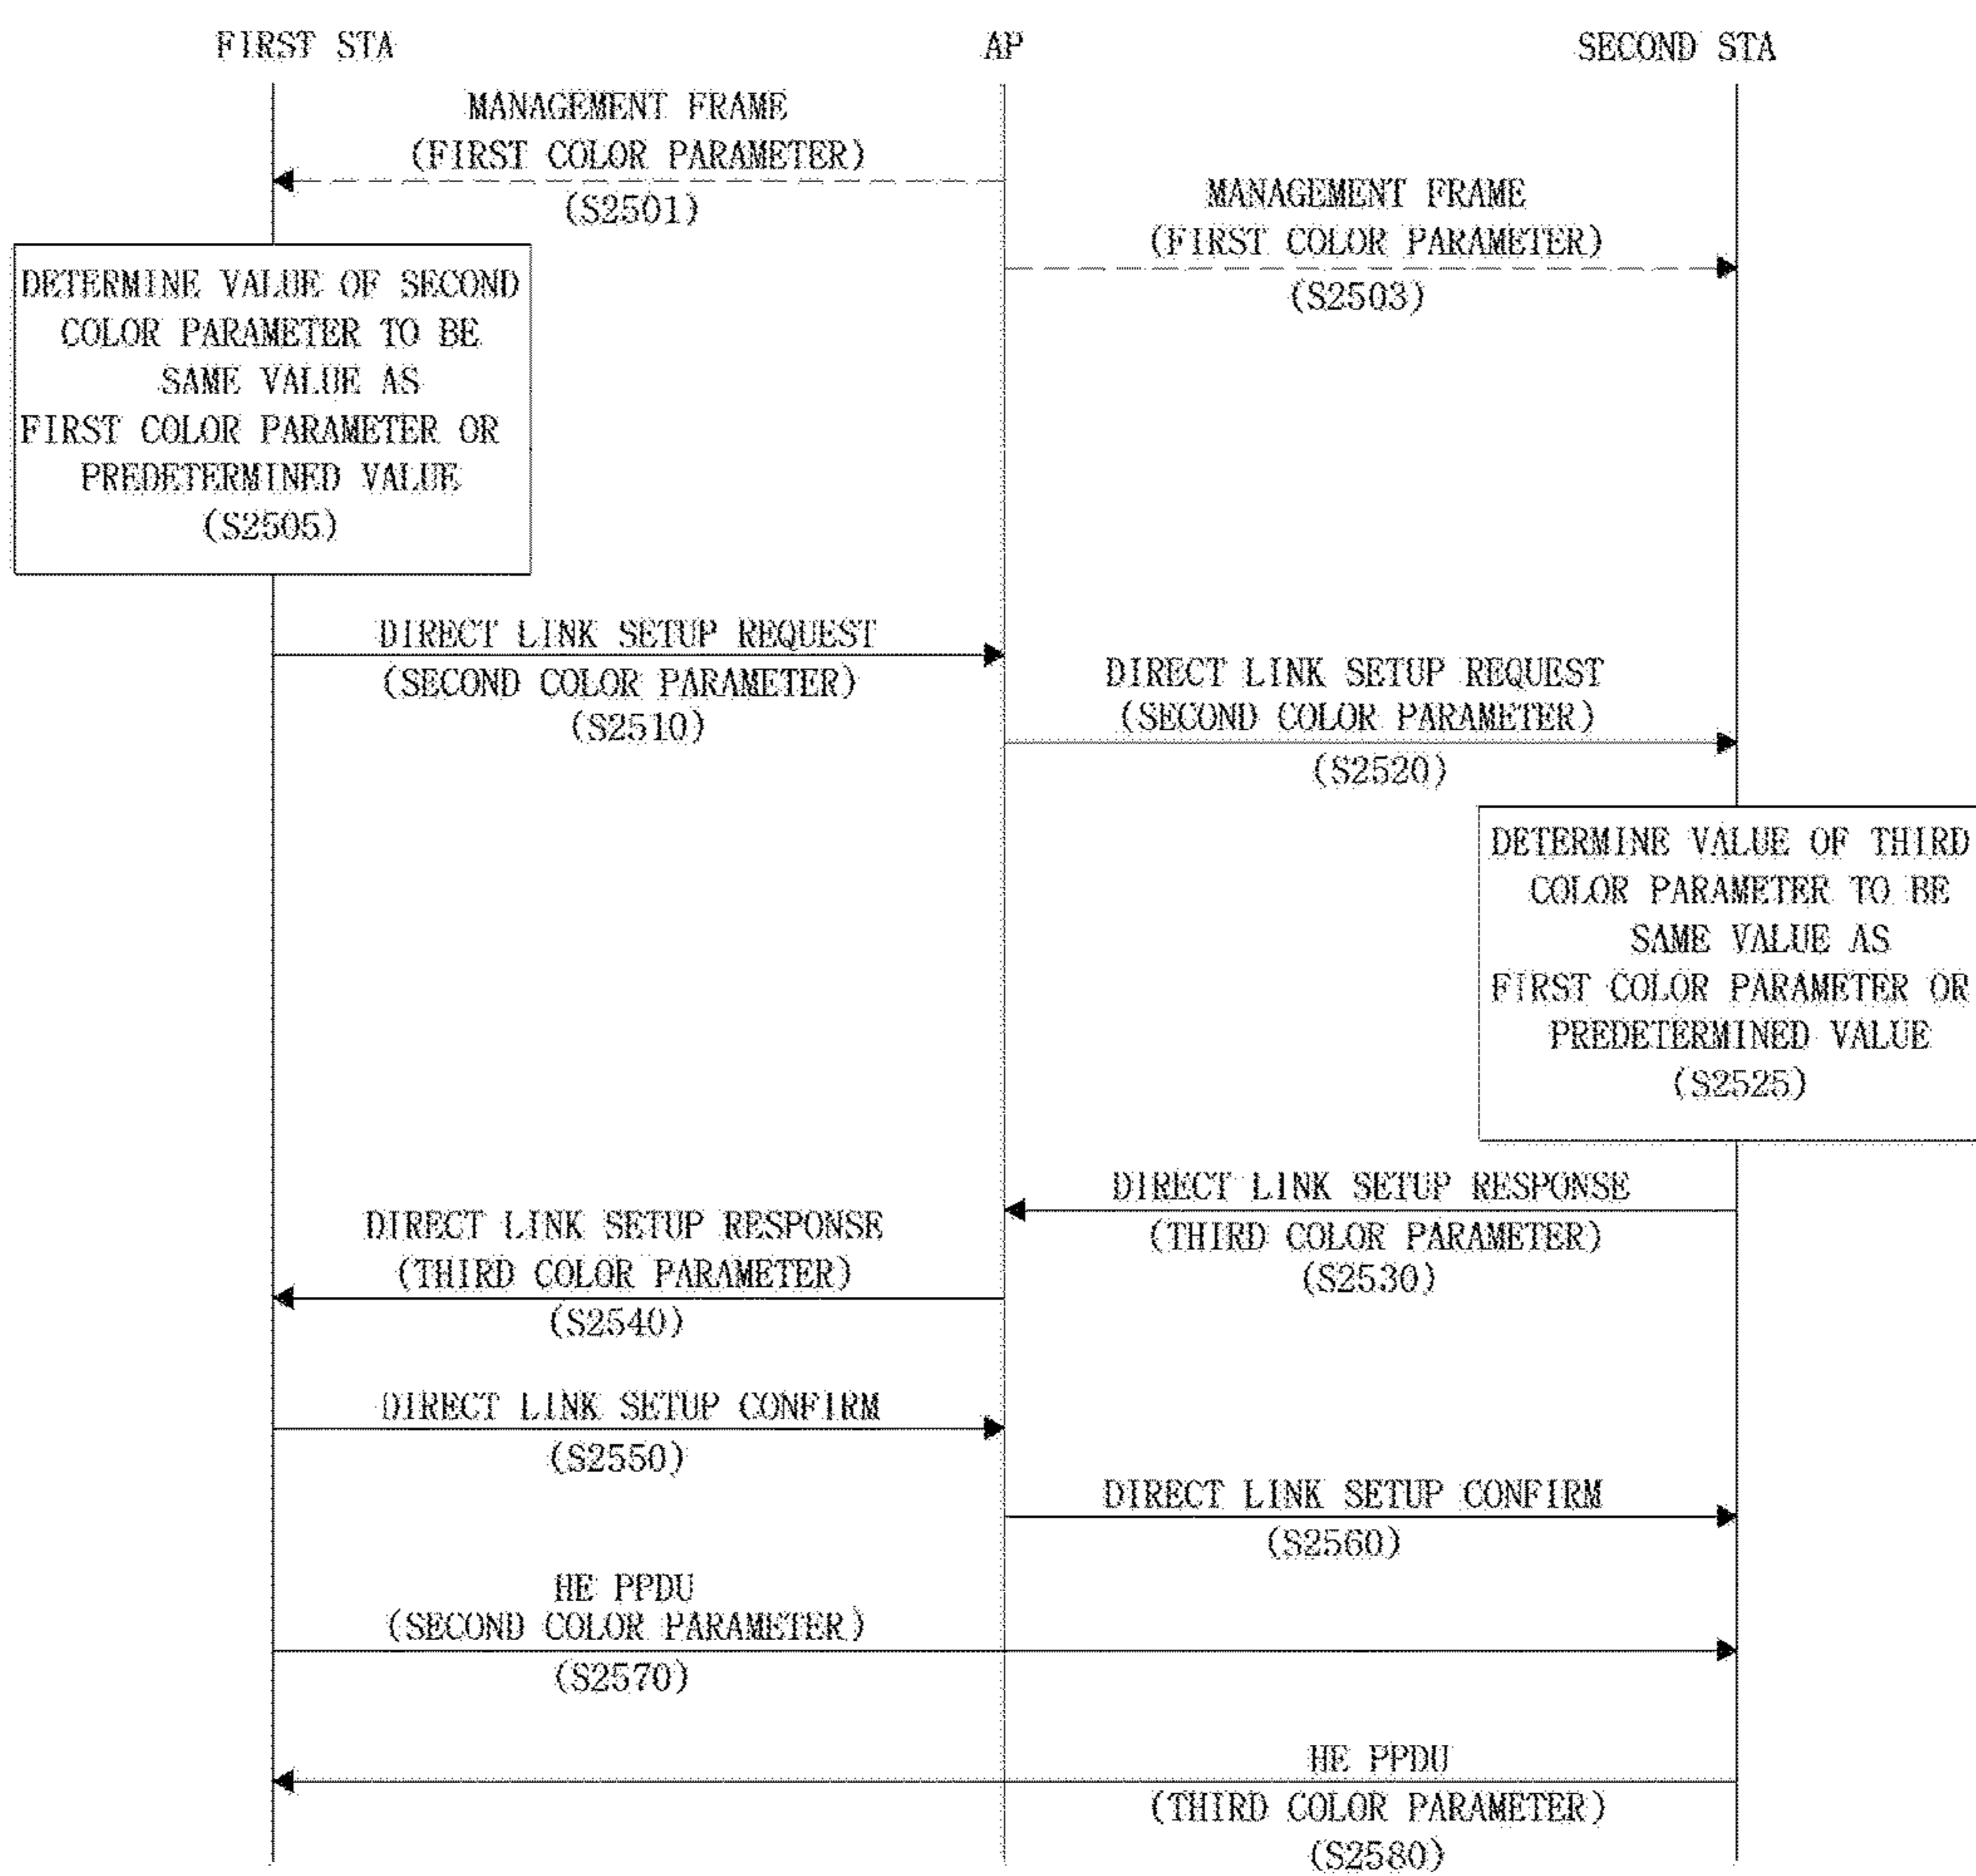 FIRST STA
AP
SECOND STA
MANAGEMENT FRAME
(FIRST COLOR PARAMETER)
(S2501)
MANAGEMENT FRAME
(FIRST COLOR PARAMETER)
(S2503)
DETERMINE VALUE OF SECOND
COLOR PARAMETER TO BE
SAME VALUE AS
FIRST COLOR PARAMETER OR
PREDETERMINED VALUE
(S2505)
DIRECT LINK SETUP REQUEST
(SECOND COLOR PARAMETER)
(S2510)
DIRECT LINK SETUP REQUEST
(SECOND COLOR PARAMETER)
(S2520)
DETERMINE VALUE OF THIRD
COLOR PARAMETER TO BE
SAME VALUE AS
FIRST COLOR PARAMETER OR
PREDETERMINED VALUE
(S2525)
DIRECT LINK SETUP RESPONSE
(THIRD COLOR PARAMETER)
(S2530)
DIRECT LINK SETUP RESPONSE
(THIRD COLOR PARAMETER)
(S2540)
DIRECT LINK SETUP CONFIRM
(S2550)
DIRECT LINK SETUP CONFIRM
(S2560)
HE PPDU
(SECOND COLOR PARAMETER)
(S2570)
HE PPDU
(THIRD COLOR PARAMETER)
(S2580)